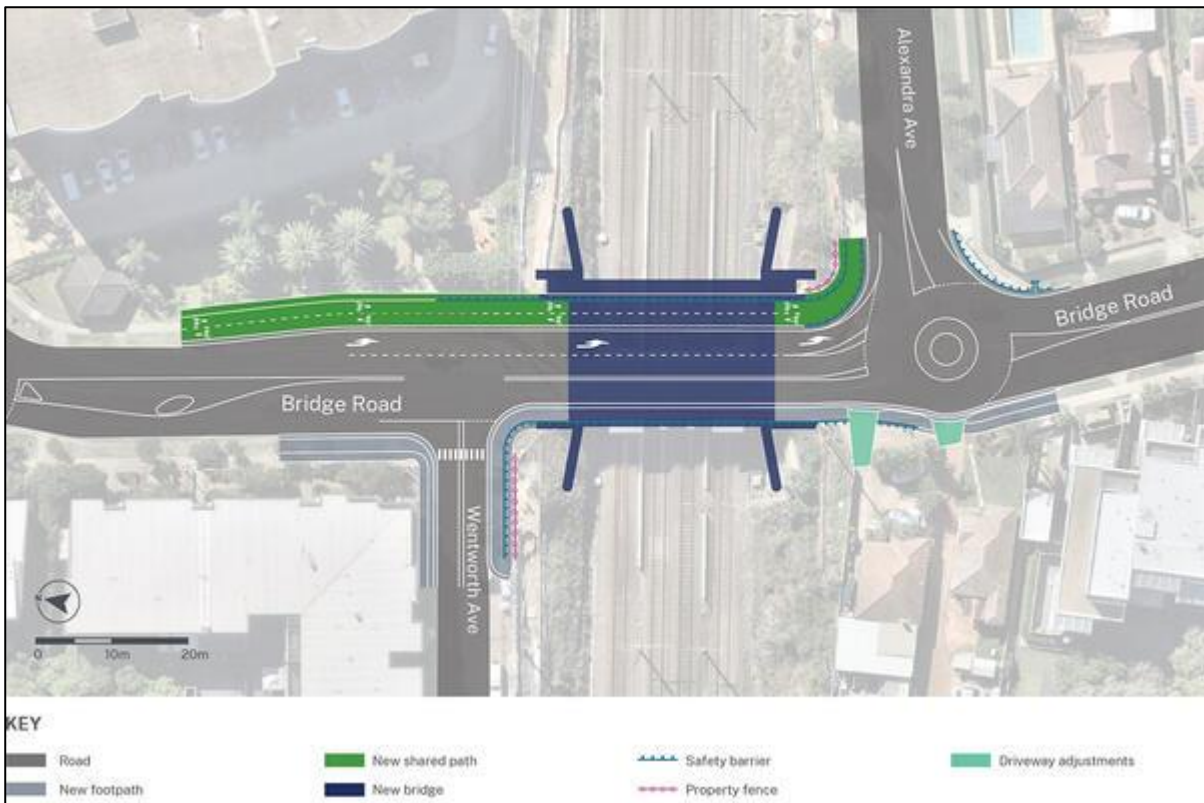 Alexandra Ave
Bridge Road
Bridge Road
Wentworth Ave
0 10m 20m
KEY
Road
New shared path
Safety barrier
Driveway adjustments
New footpath
New bridge
Property fence